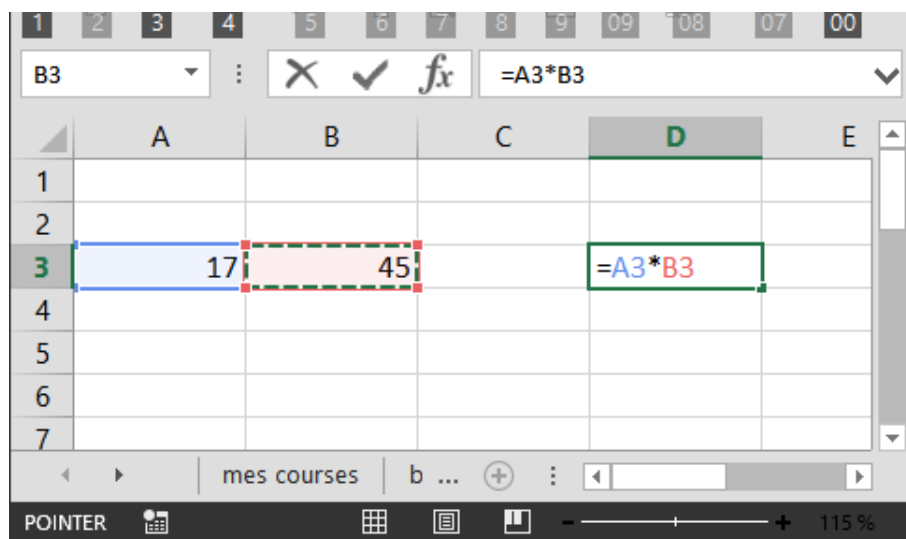 1 2 3 4 5 6 7 8 9 09 08 07 00
B3 fx =A3*B3
A B C D E
1
2
3 17 45 =A3*B3
4
5
6
7
mes courses b ...
POINTER 115 %